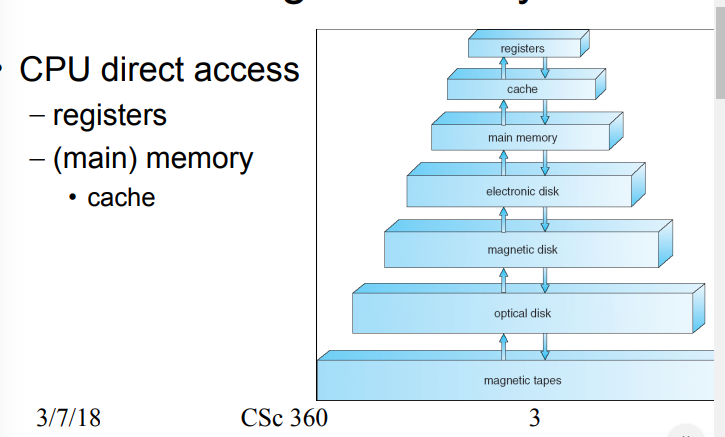 • CPU direct access
– registers
– (main) memory
• cache
registers
cache
main memory
electronic disk
magnetic disk
optical disk
magnetic tapes
3/7/18
CSc 360
3